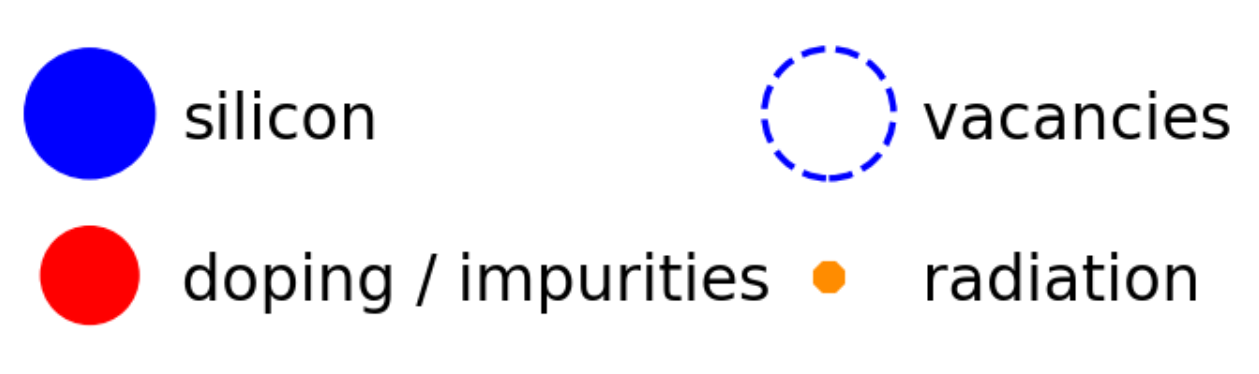 silicon
vacancies
doping / impurities
radiation